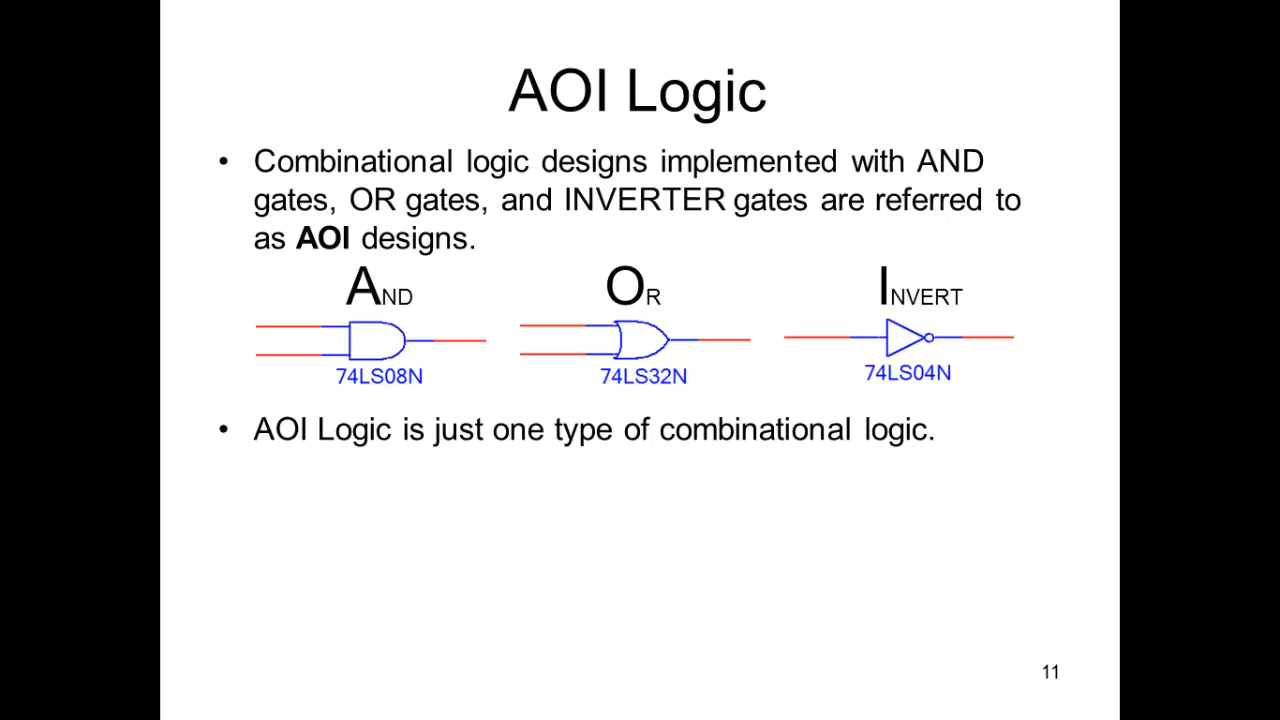 AOI Logic
• Combinational logic designs implemented with AND
gates, OR gates, and INVERTER gates are referred to
as AOI designs.
AND OR INVERT
74LS08N 74LS32N 74LS04N
• AOI Logic is just one type of combinational logic.
11